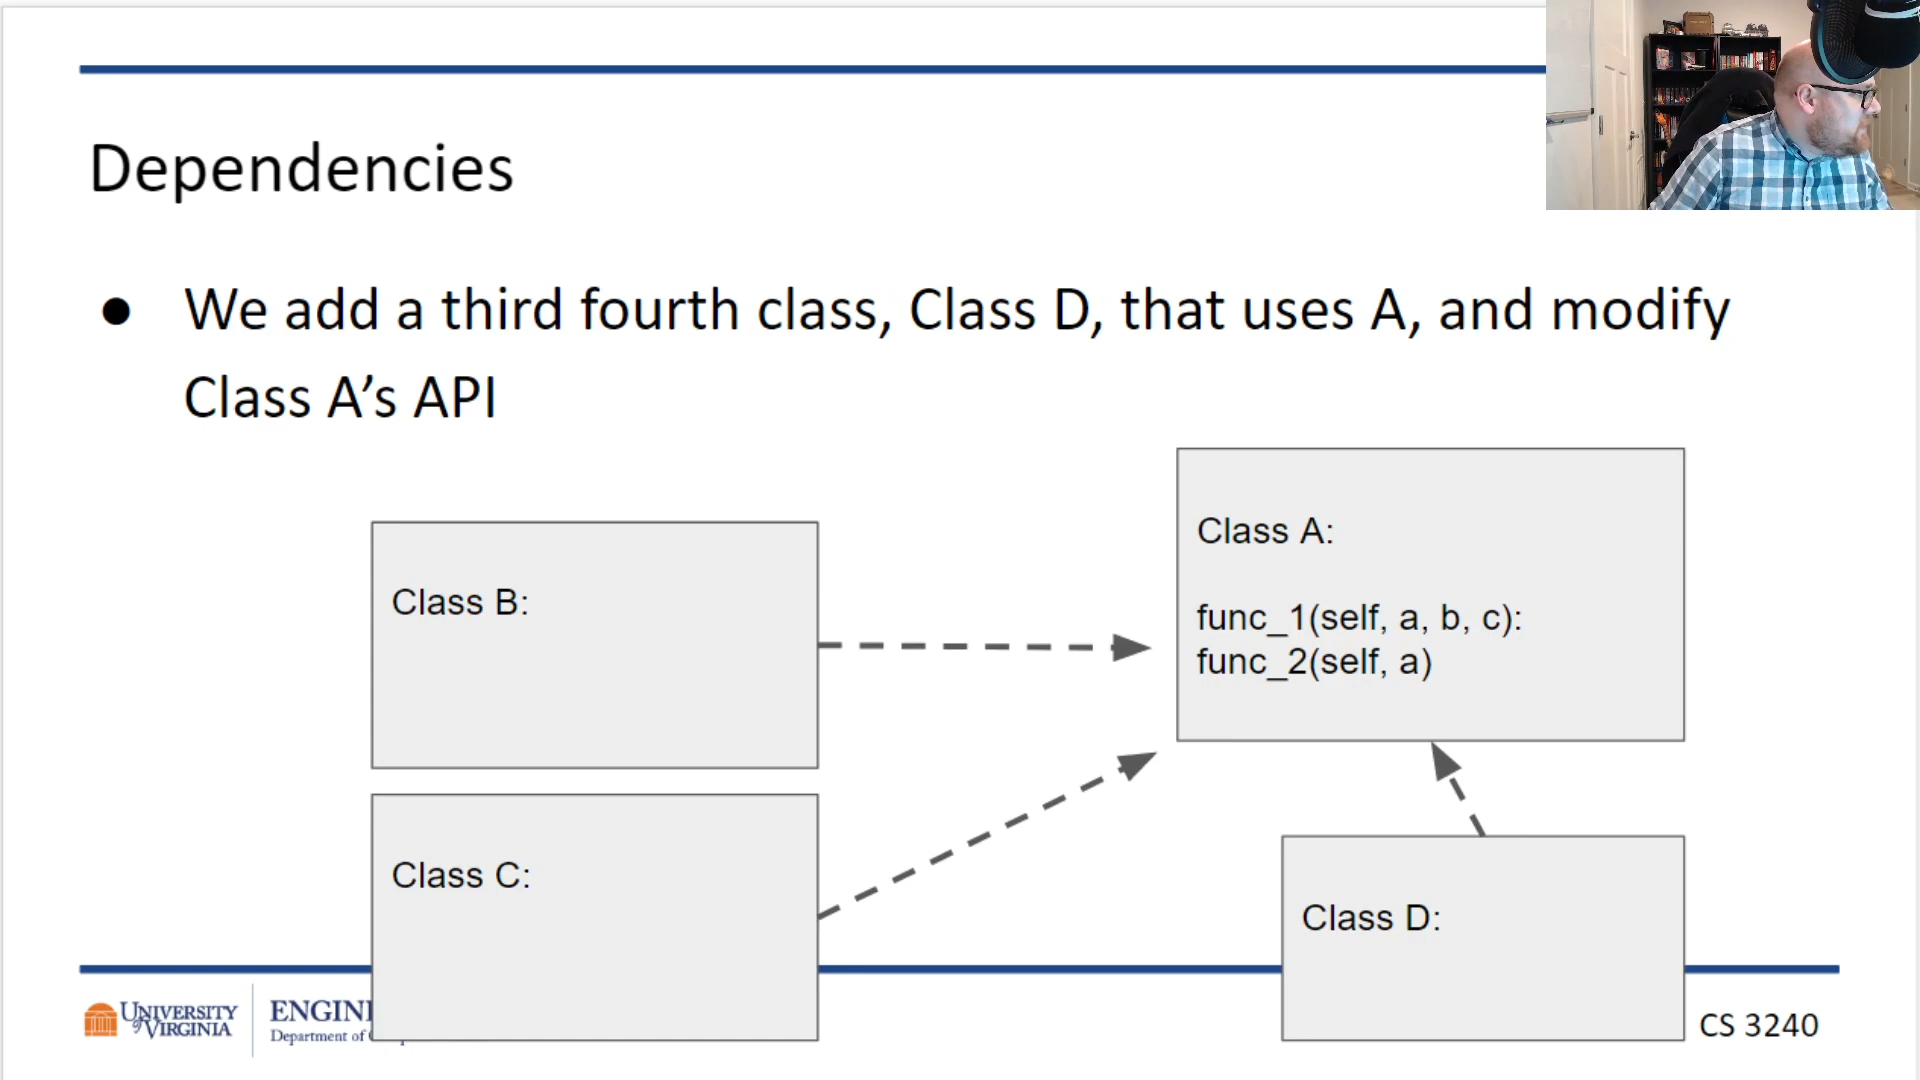 Dependencies
● We add a third fourth class, Class D, that uses A, and modify
Class A’s API
Class A:
func_1(self, a, b, c):
func_2(self, a)
Class B:
Class C:
Class D:
UNIVERSITY
of VIRGINIA
Department of
CS 3240